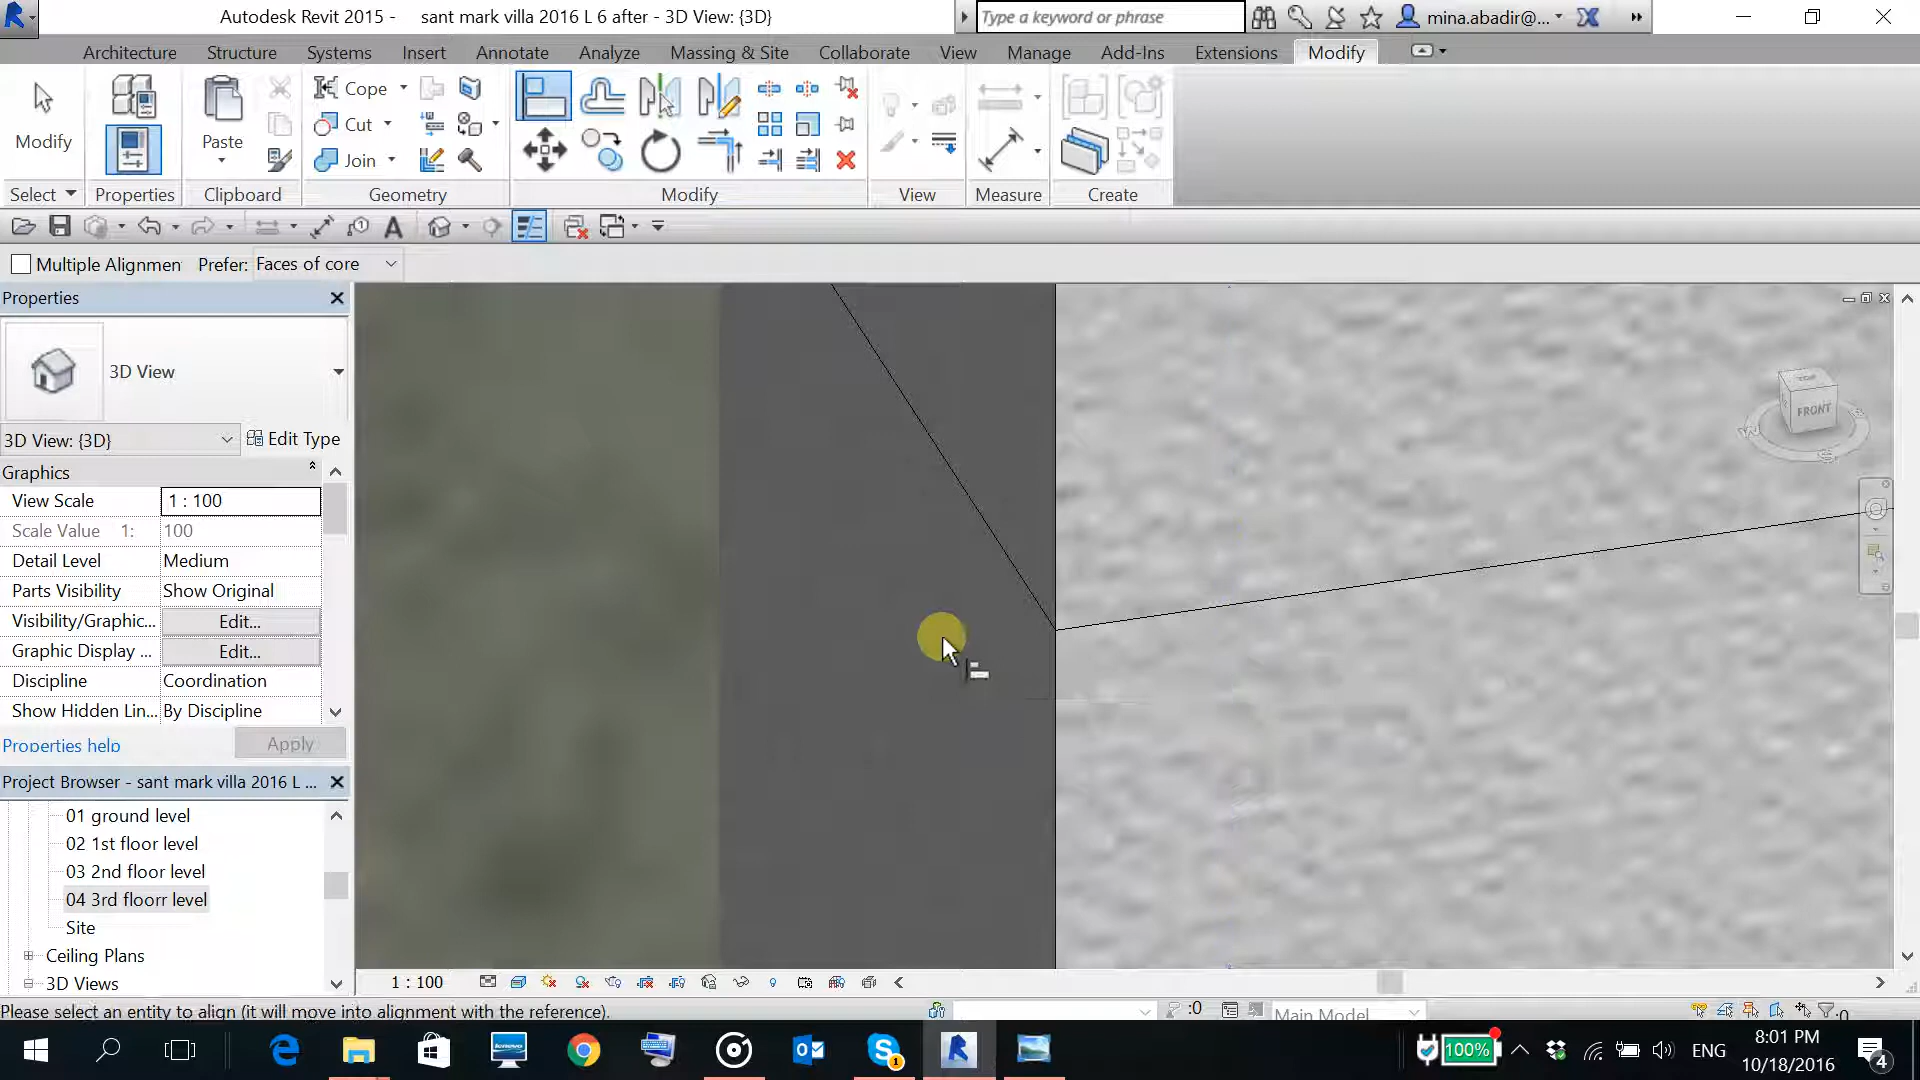 Autodesk Revit 2015 - sant mark villa 2016 L 6 after - 3D View: {3D}
Type a keyword or phrase
mina.abadir@...
Architecture Structure Systems Insert Annotate Analyze Massing & Site Collaborate View Manage Add-Ins Extensions Modify
Modify
Paste
Cope
Cut
Join
Select Properties Clipboard Geometry Modify View Measure Create
Multiple Alignmen Prefer: Faces of core
Properties
3D View
3D View: {3D} Edit Type
Graphics
View Scale 1 : 100
Scale Value 1: 100
Detail Level Medium
Parts Visibility Show Original
Visibility/Graphic... Edit...
Graphic Display ... Edit...
Discipline Coordination
Show Hidden Lin... By Discipline
Properties help Apply
Project Browser - sant mark villa 2016 L ...
01 ground level
02 1st floor level
03 2nd floor level
04 3rd floorr level
Site
Ceiling Plans
3D Views
TOP
FRONT
W
S
1 : 100
Please select an entity to align (it will move into alignment with the reference).
:0
Main Model
:0
1
100%
ENG
8:01 PM
10/18/2016
4